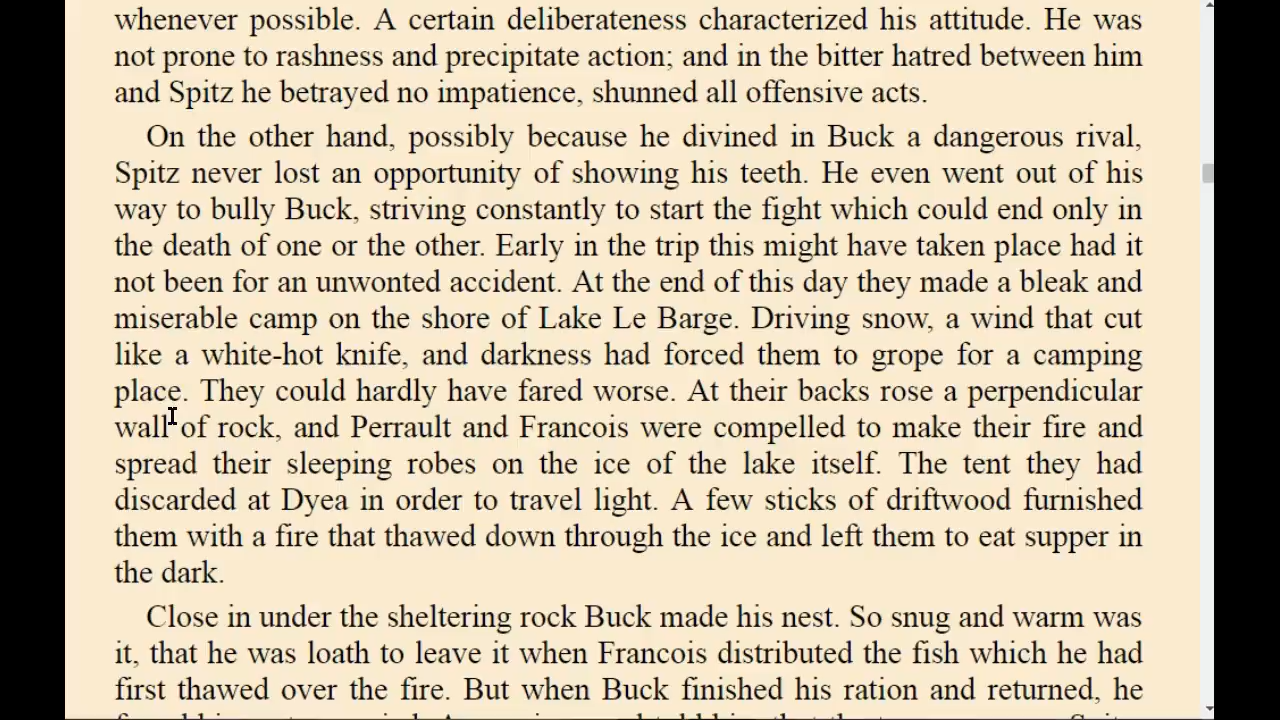 whenever possible. A certain deliberateness characterized his attitude. He was
not prone to rashness and precipitate action; and in the bitter hatred between him
and Spitz he betrayed no impatience, shunned all offensive acts.
On the other hand, possibly because he divined in Buck a dangerous rival,
Spitz never lost an opportunity of showing his teeth. He even went out of his
way to bully Buck, striving constantly to start the fight which could end only in
the death of one or the other. Early in the trip this might have taken place had it
not been for an unwonted accident. At the end of this day they made a bleak and
miserable camp on the shore of Lake Le Barge. Driving snow, a wind that cut
like a white-hot knife, and darkness had forced them to grope for a camping
place. They could hardly have fared worse. At their backs rose a perpendicular
wall of rock, and Perrault and Francois were compelled to make their fire and
spread their sleeping robes on the ice of the lake itself. The tent they had
discarded at Dyea in order to travel light. A few sticks of driftwood furnished
them with a fire that thawed down through the ice and left them to eat supper in
the dark.
Close in under the sheltering rock Buck made his nest. So snug and warm was
it, that he was loath to leave it when Francois distributed the fish which he had
first thawed over the fire. But when Buck finished his ration and returned, he